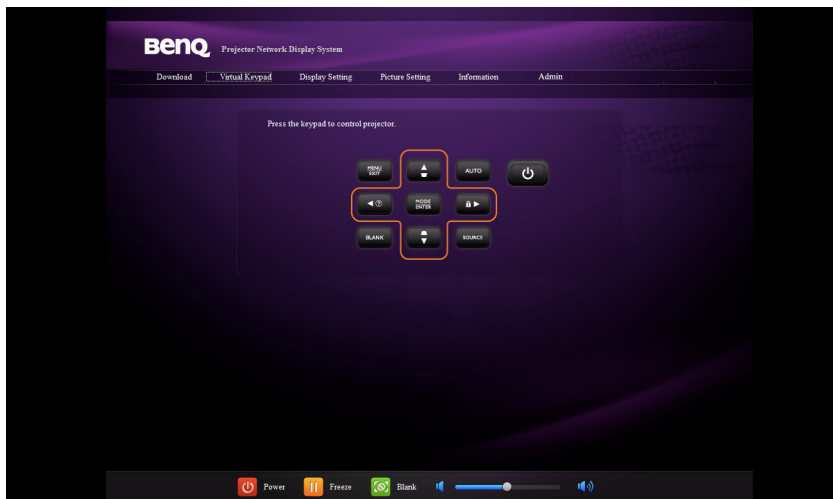 BenQ Projector Network Display System
Download Virtual Keypad Display Setting Picture Setting Information Admin
Press the keypad to control projector.
MENU
EXIT
AUTO
MODE
ENTER
BLANK
SOURCE
Power Freeze Blank